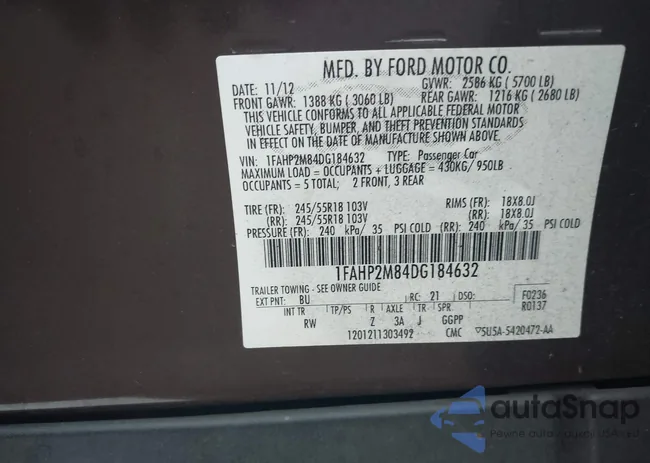 MFD. BY FORD MOTOR CO.
DATE: 11/12 GVWR: 2586 KG ( 5700 LB)
FRONT GAWR: 1388 KG ( 3060 LB) REAR GAWR: 1216 KG ( 2680 LB)
THIS VEHICLE CONFORMS TO ALL APPLICABLE FEDERAL MOTOR
VEHICLE SAFETY, BUMPER, AND THEFT PREVENTION STANDARDS
IN EFFECT ON THE DATE OF MANUFACTURE SHOWN ABOVE.
VIN: 1FAHP2M84DG184632 TYPE: Passenger Car
MAXIMUM LOAD = OCCUPANTS + LUGGAGE = 430KG/ 950LB
OCCUPANTS = 5 TOTAL; 2 FRONT, 3 REAR
TIRE (FR): 245/55R18 103V RIMS (FR): 18X8.0J
(RR): 245/55R18 103V (RR): 18X8.0J
PRESSURE (FR): 240 kPa/ 35 PSI COLD (RR): 240 kPa/ 35 PSI COLD
1FAHP2M84DG184632
TRAILER TOWING - SEE OWNER GUIDE
EXT PNT: BU RC: 21 DSO: F0236
INT TR TP/PS R AXLE TR SPR R0137
RW Z 3A J GGPP
1201211303492 CMC 5U5A-5420472-AA
autoSnap
Pewne auto ze stanów